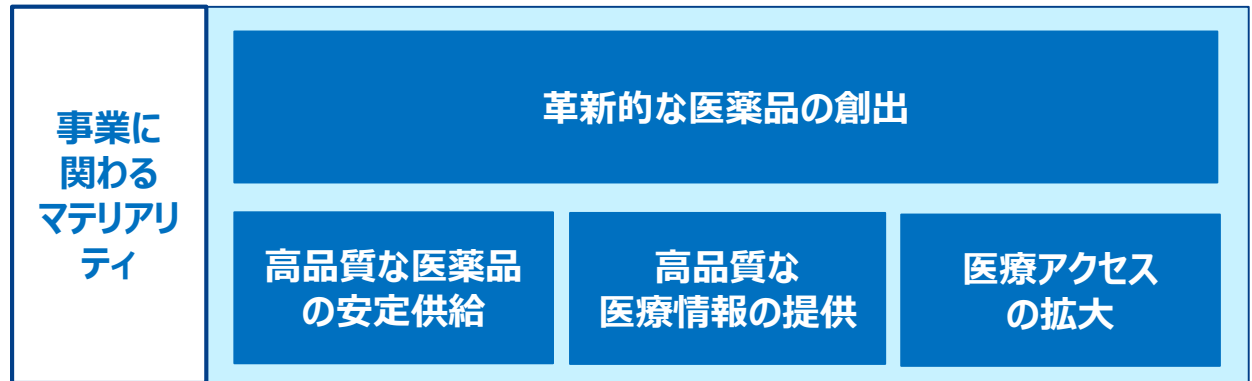 事業に
関わる
マテリアリ
ティ
革新的な医薬品の創出
高品質な医薬品
の安定供給
高品質な
医療情報の提供
医療アクセス
の拡大